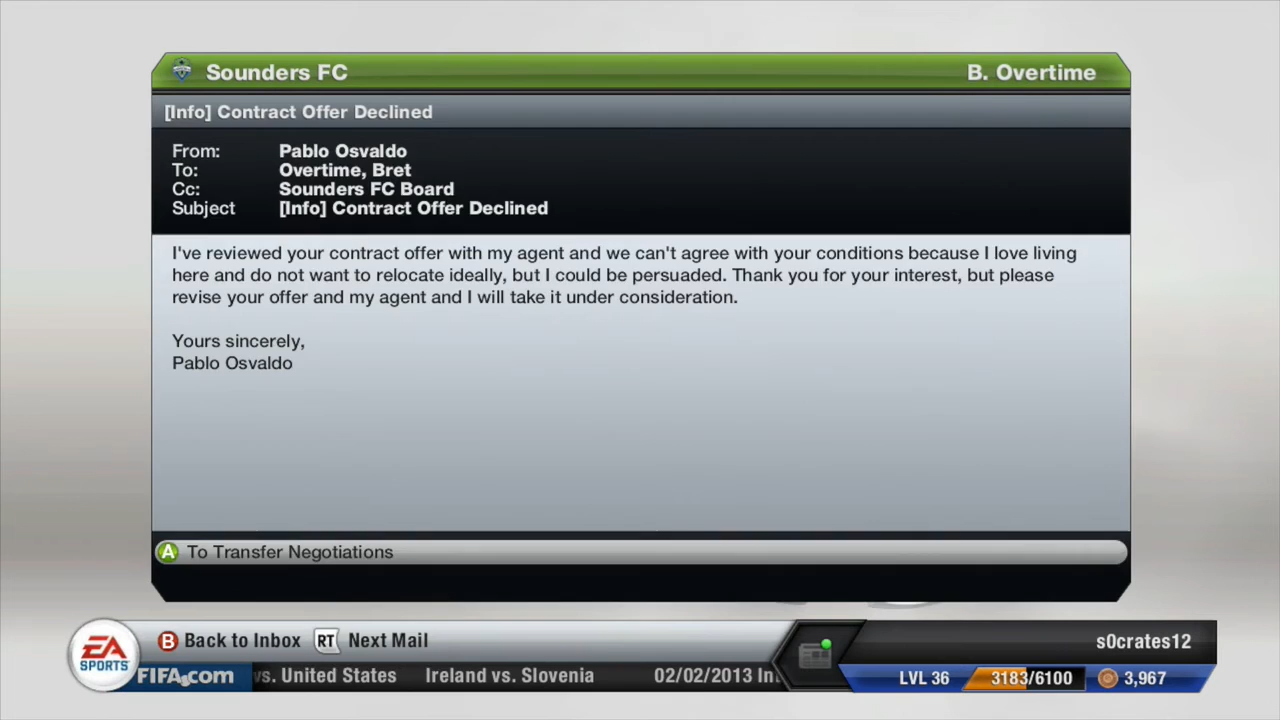 Sounders FC
B. Overtime
[Info] Contract Offer Declined
From: Pablo Osvaldo
To: Overtime, Bret
Cc: Sounders FC Board
Subject [Info] Contract Offer Declined
I've reviewed your contract offer with my agent and we can't agree with your conditions because I love living
here and do not want to relocate ideally, but I could be persuaded. Thank you for your interest, but please
revise your offer and my agent and I will take it under consideration.
Yours sincerely,
Pablo Osvaldo
A To Transfer Negotiations
B Back to Inbox RT Next Mail
s0crates12
EA
SPORTS
FIFA.com
vs. United States Ireland vs. Slovenia 02/02/2013
LVL 36 3183/6100 3,967